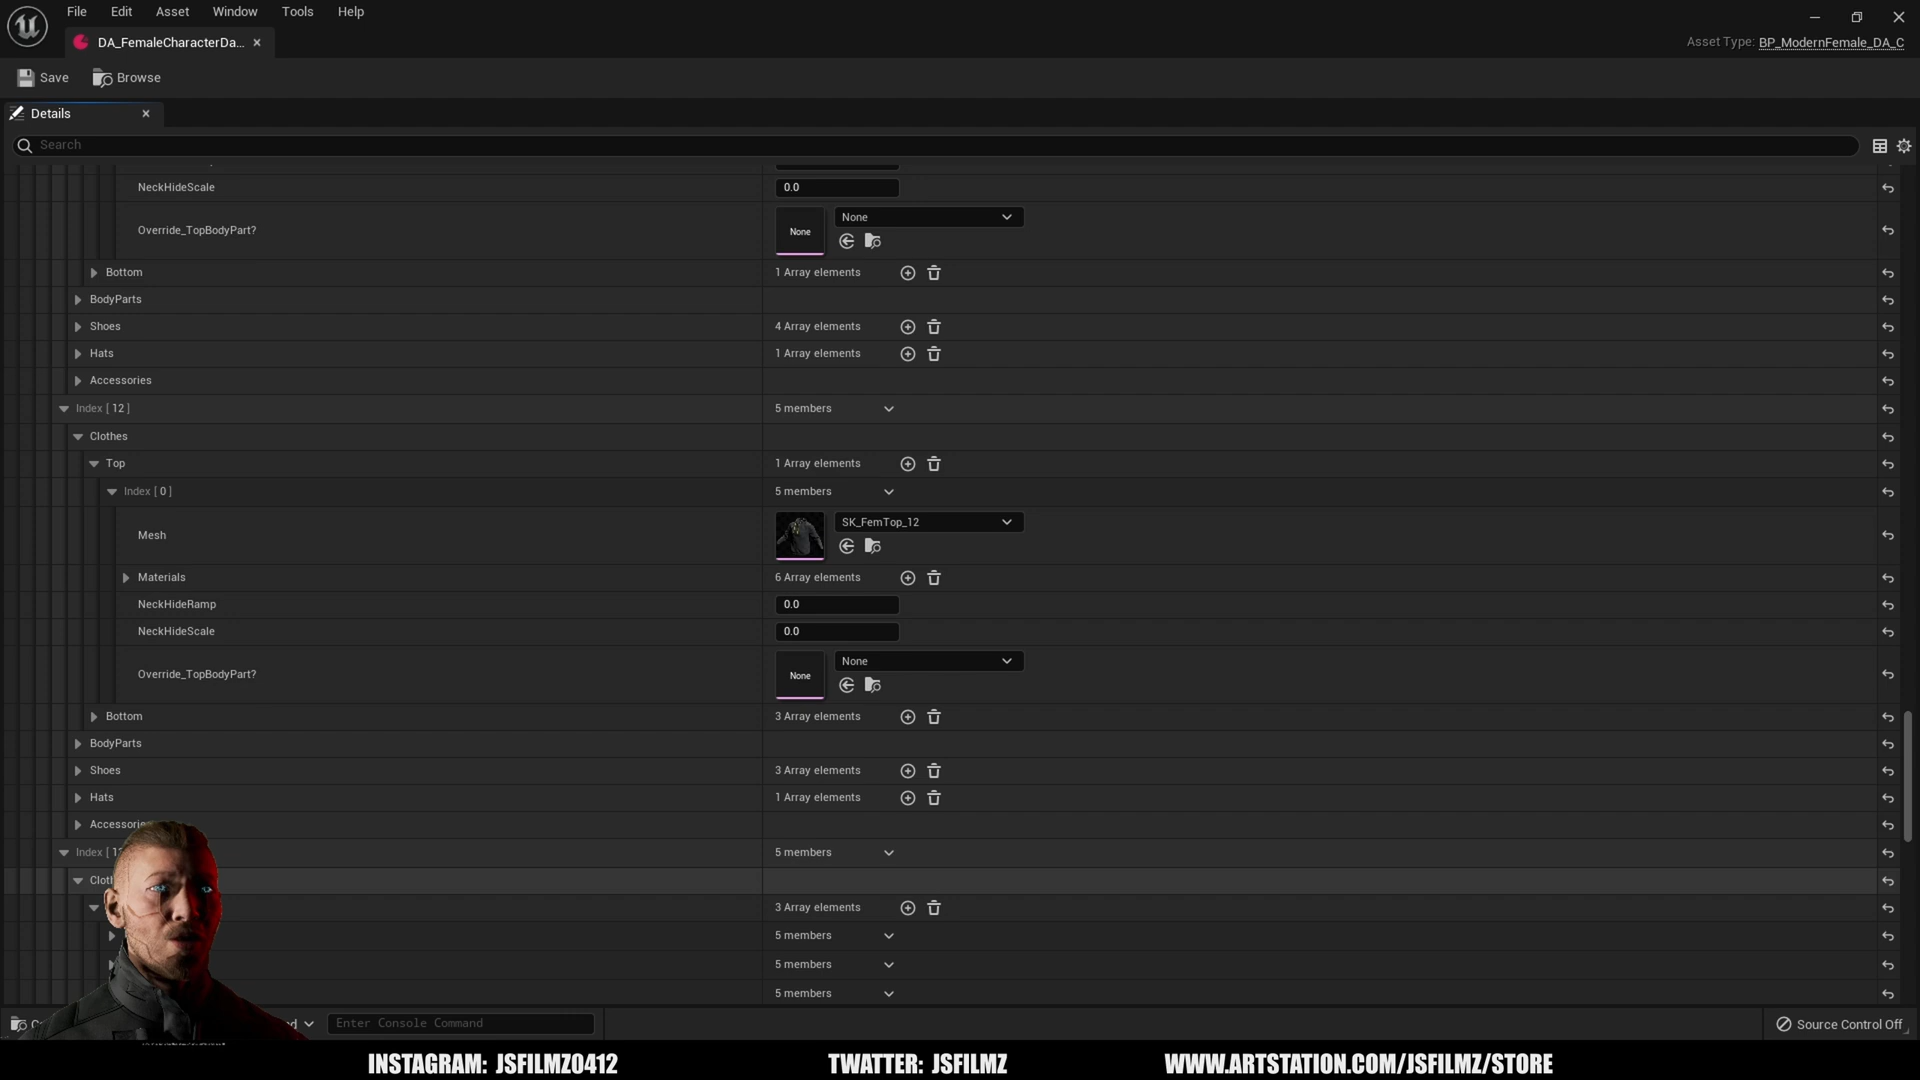 File Edit Asset Window Tools Help
DA_FemaleCharacterDa...
Asset Type: BP_ModernFemale_DA_C
Save Browse
Details
Search
NeckHideScale 0.0
Override_TopBodyPart? None None
Bottom 1 Array elements
BodyParts
Shoes 4 Array elements
Hats 1 Array elements
Accessories
Index [ 12 ] 5 members
Clothes
Top 1 Array elements
Index [ 0 ] 5 members
Mesh SK_FemTop_12
Materials 6 Array elements
NeckHideRamp 0.0
NeckHideScale 0.0
Override_TopBodyPart? None None
Bottom 3 Array elements
BodyParts
Shoes 3 Array elements
Hats 1 Array elements
Accessorie
Index [ 5 members
Clot
3 Array elements
5 members
5 members
5 members
Enter Console Command
Source Control Off
INSTAGRAM: JSFILMZ0412 TWATTER: JSFILMZ WWW.ARTSTATION.COM/JSFILMZ/STORE